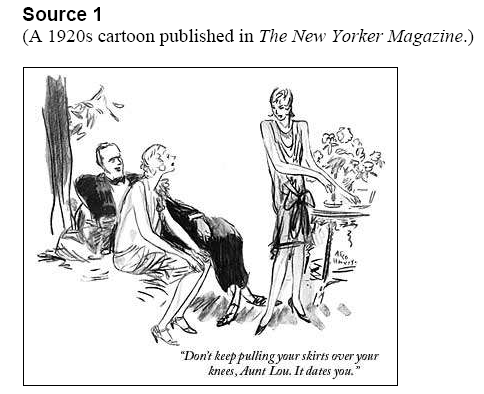 Source 1
(A 1920s cartoon published in The New Yorker Magazine.)
"Don't keep pulling your skirts over your
knees, Aunt Lou. It dates you."